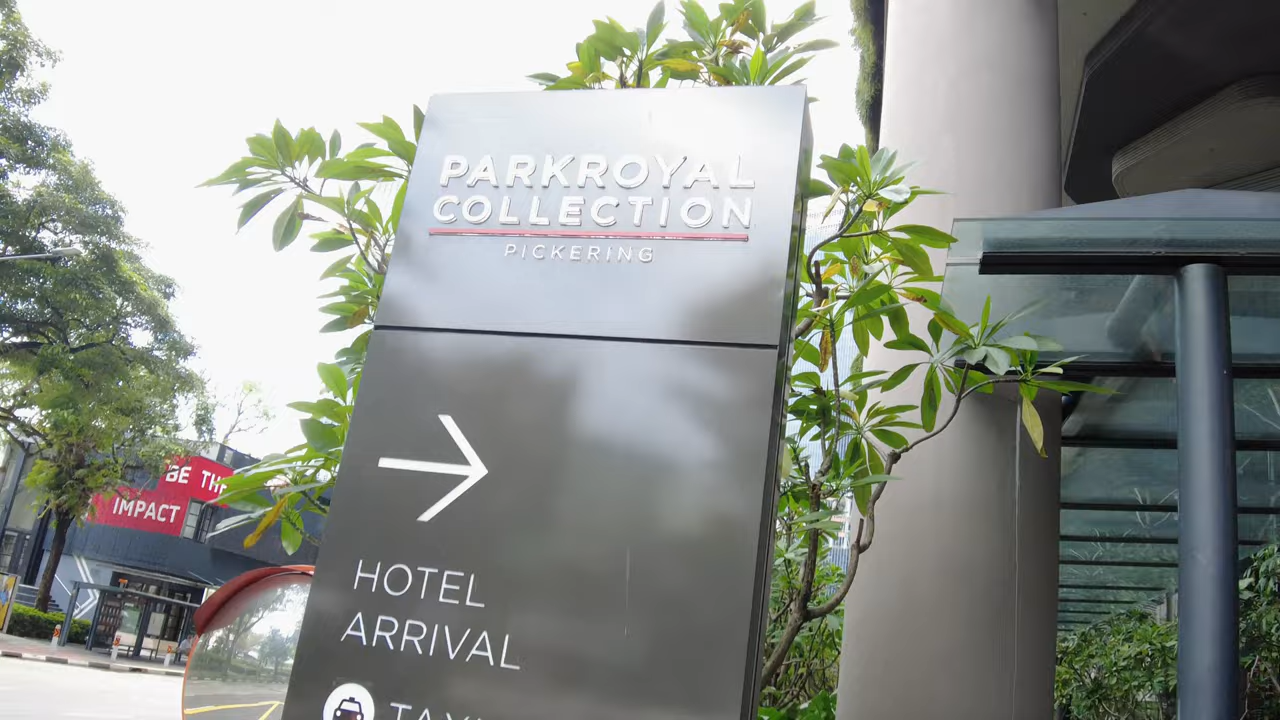 PARKROYAL
COLLECTION
PICKERING
HOTEL
ARRIVAL
BE THE
IMPACT